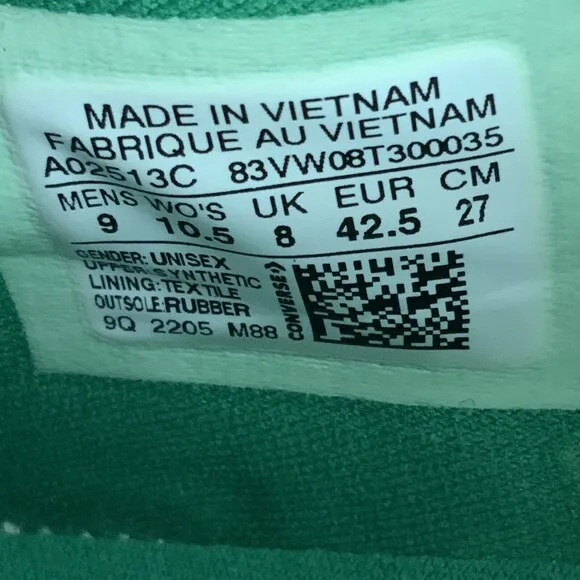 MADE IN VIETNAM
FABRIQUE AU VIETNAM
A02513C 83VW08T300035
MENS WO'S UK EUR CM
9 10.5 8 42.5 27
GENDER: UNISEX
UPPER:SYNTHETIC
LINING:TEXTILE
OUTSOLE:RUBBER
9Q 2205 M88
CONVERSE
14